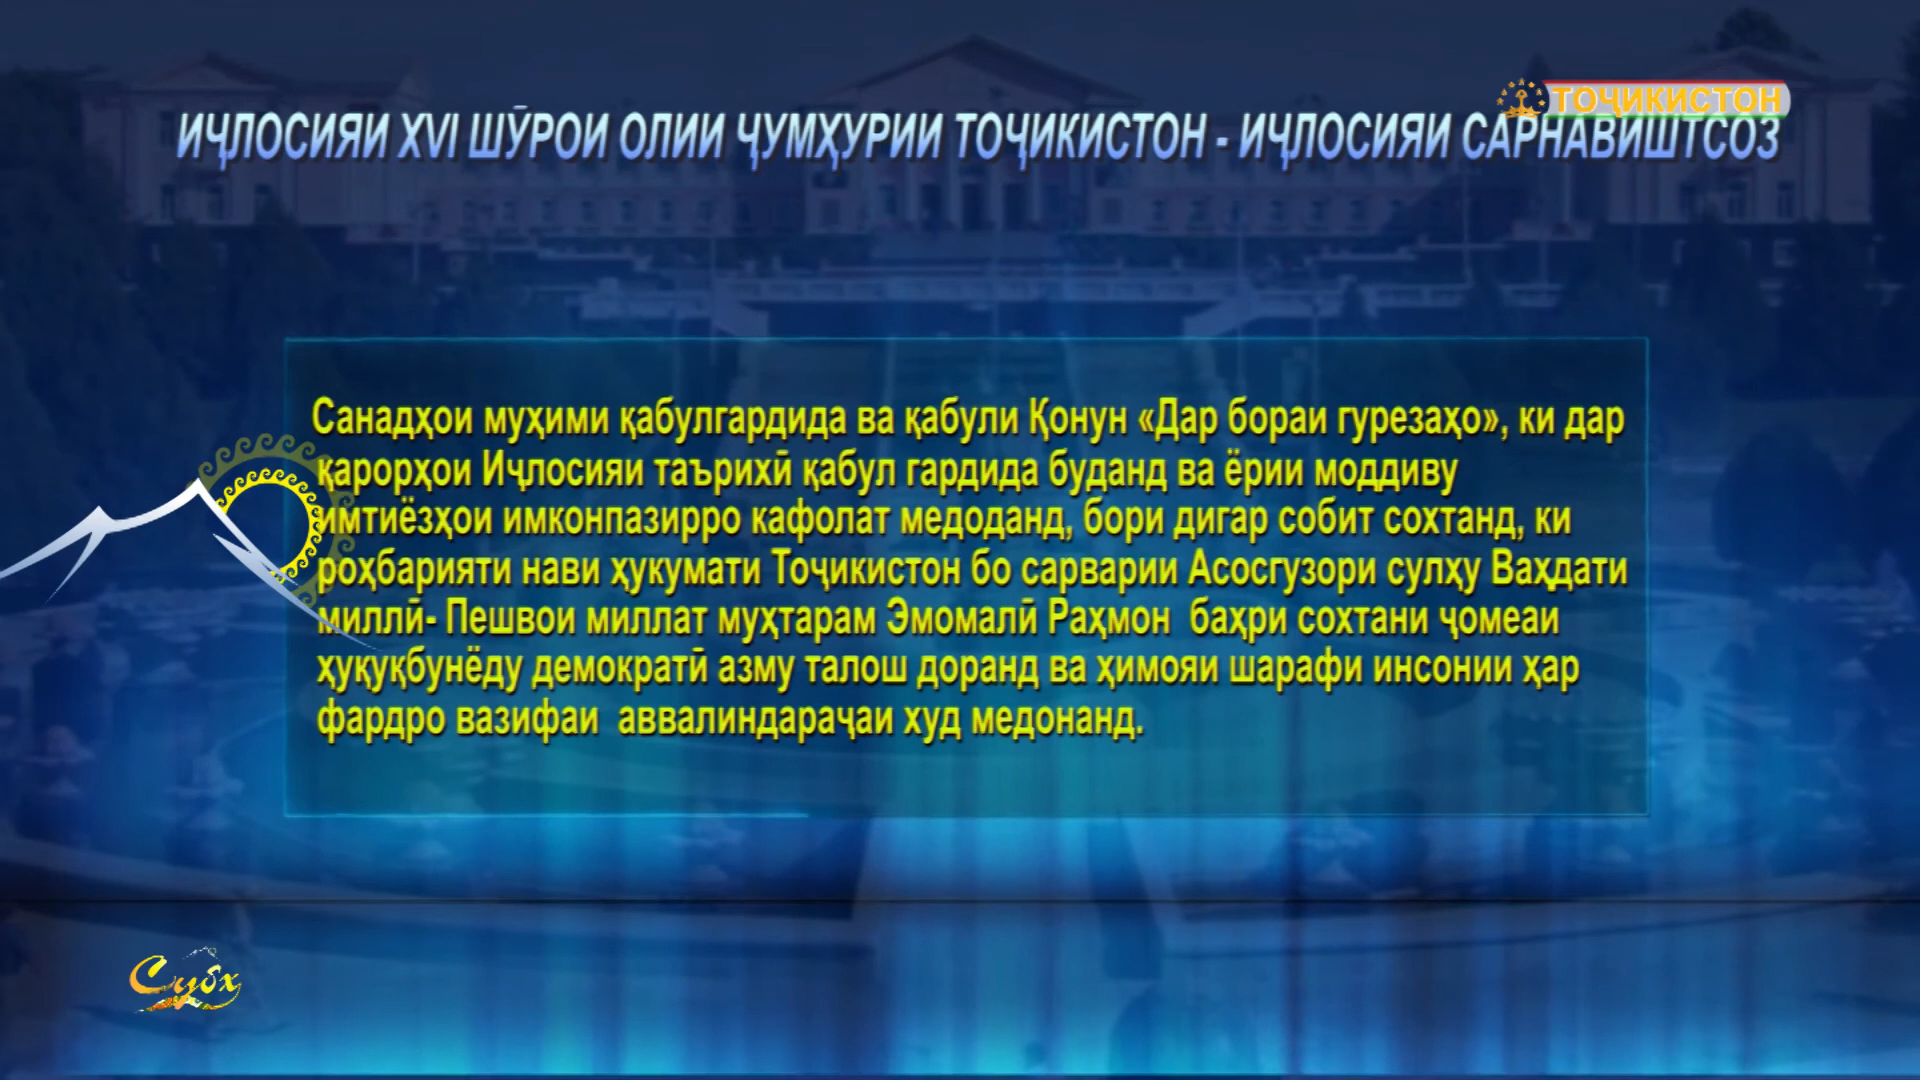 ТОҶИКИСТОН
ИҶЛОСИЯИ XVI ШӮРОИ ОЛИИ ҶУМҲУРИИ ТОҶИКИСТОН - ИҶЛОСИЯИ САРНАВИШТСОЗ
Санадҳои муҳими қабулгардида ва қабули Қонун «Дар бораи гурезаҳо», ки дар
қарорҳои Иҷлосияи таърихӣ қабул гардида буданд ва ёрии моддиву
имтиёзҳои имконпазирро кафолат медоданд, бори дигар собит сохтанд, ки
роҳбарияти нави ҳукумати Тоҷикистон бо сарварии Асосгузори сулҳу Ваҳдати
миллӣ- Пешвои миллат муҳтарам Эмомалӣ Раҳмон баҳри сохтани ҷомеаи
ҳуқуқбунёду демократӣ азму талош доранд ва ҳимояи шарафи инсонии ҳар
фардро вазифаи аввалиндараҷаи худ медонанд.
Субҳ